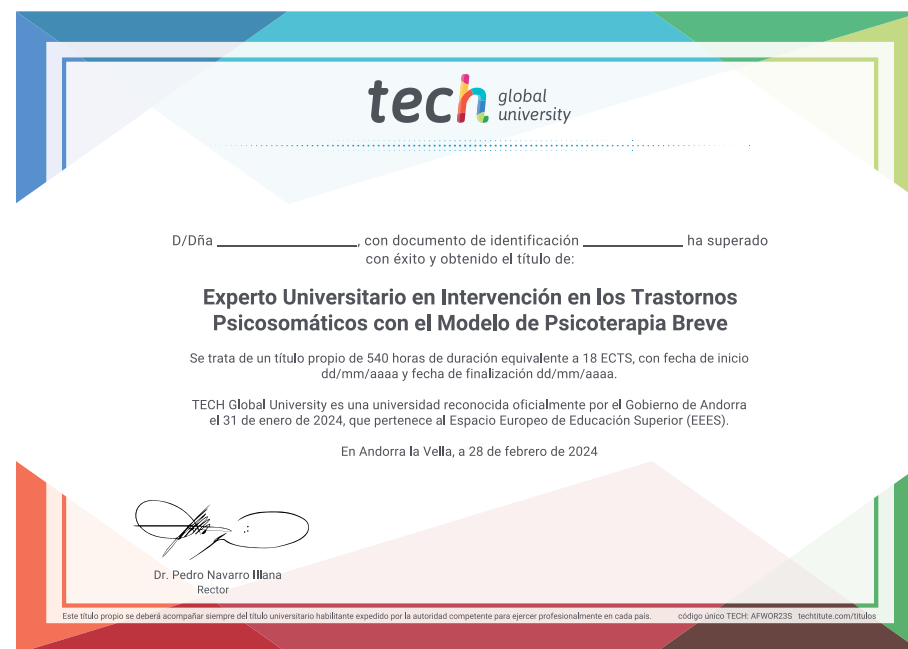 tech global university
D/Dña ____________________, con documento de identificación ______________ ha superado
con éxito y obtenido el título de:
Experto Universitario en Intervención en los Trastornos
Psicosomáticos con el Modelo de Psicoterapia Breve
Se trata de un título propio de 540 horas de duración equivalente a 18 ECTS, con fecha de inicio
dd/mm/aaaa y fecha de finalización dd/mm/aaaa.
TECH Global University es una universidad reconocida oficialmente por el Gobierno de Andorra
el 31 de enero de 2024, que pertenece al Espacio Europeo de Educación Superior (EEES).
En Andorra la Vella, a 28 de febrero de 2024
Dr. Pedro Navarro Illana
Rector
Este título propio se deberá acompañar siempre del título universitario habilitante expedido por la autoridad competente para ejercer profesionalmente en cada país. código único TECH: AFWOR23S techtitute.com/titulos